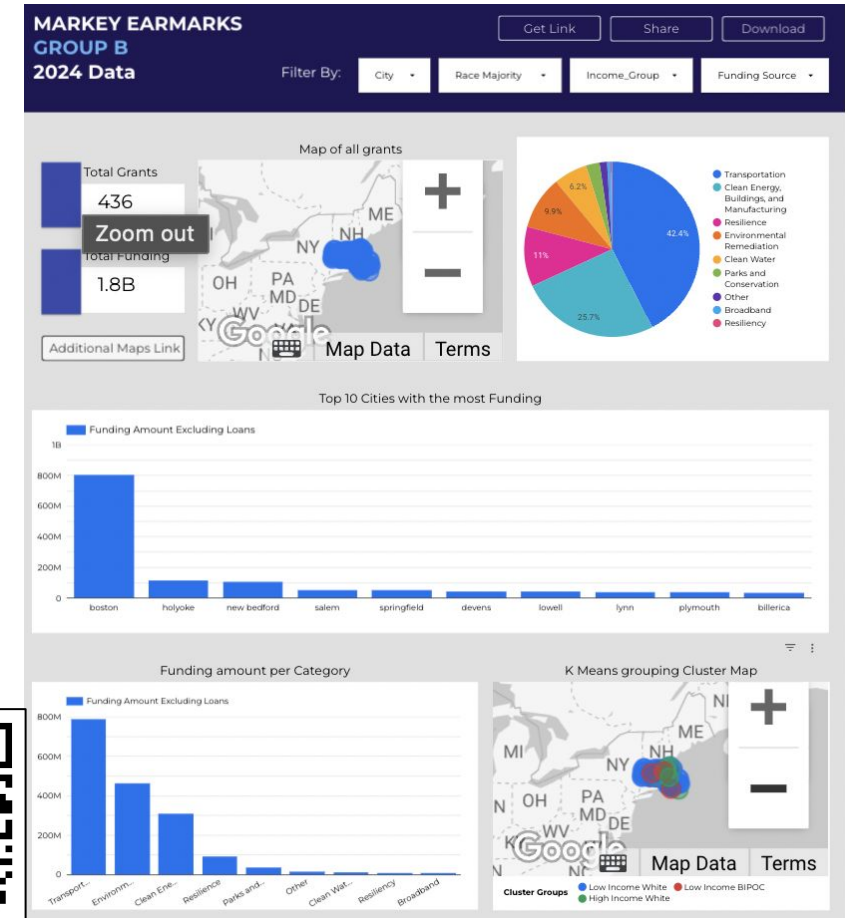 MARKEY EARMARKS
GROUP B
2024 Data
Get Link
Share
Download
Filter By:
City
Race Majority
Income_Group
Funding Source
Total Grants
436
Zoom out
Total Funding
1.8B
Additional Maps Link
Map of all grants
ME
NH
NY
OH
PA
MD
DE
WV
KY
Google
Map Data
Terms
42.4%
25.7%
11%
9.9%
6.2%
Transportation
Clean Energy,
Buildings, and
Manufacturing
Resilience
Environmental
Remediation
Clean Water
Parks and
Conservation
Other
Broadband
Resiliency
Top 10 Cities with the most Funding
Funding Amount Excluding Loans
1B
800M
600M
400M
200M
0
boston
holyoke
new bedford
salem
springfield
devens
lowell
lynn
plymouth
billerica
Funding amount per Category
Funding Amount Excluding Loans
800M
600M
400M
200M
0
Transport...
Environm...
Clean Ene...
Resilience
Parks and...
Other
Clean Wat...
Resiliency
Broadband
K Means grouping Cluster Map
ME
MI
NH
NY
OH
PA
MD
DE
WV
Google
Map Data
Terms
Cluster Groups
Low Income White
Low Income BIPOC
High Income White